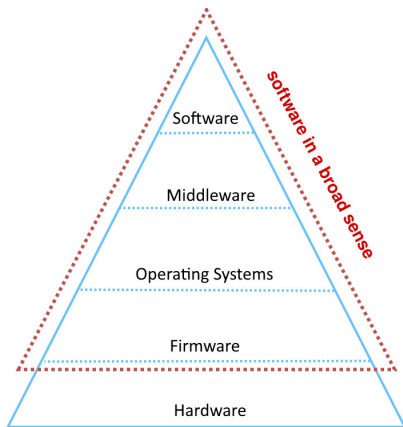 Software
software in a broad sense
Middleware
Operating Systems
Firmware
Hardware